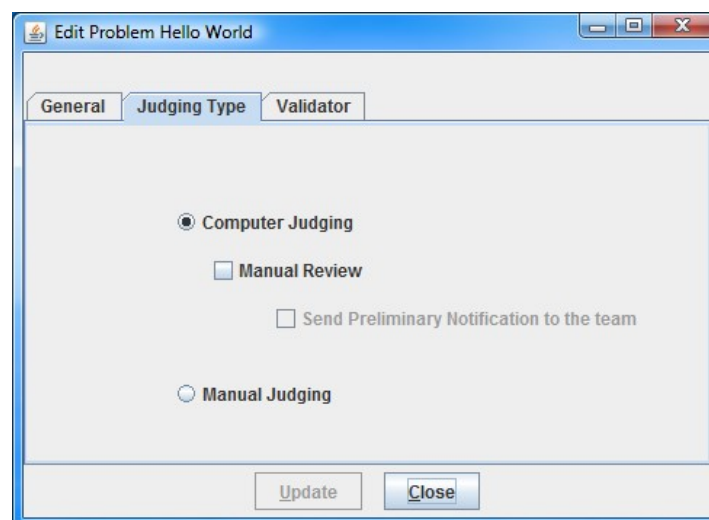 Edit Problem Hello World
General Judging Type Validator
Computer Judging
Manual Review
Send Preliminary Notification to the team
Manual Judging
Update Close